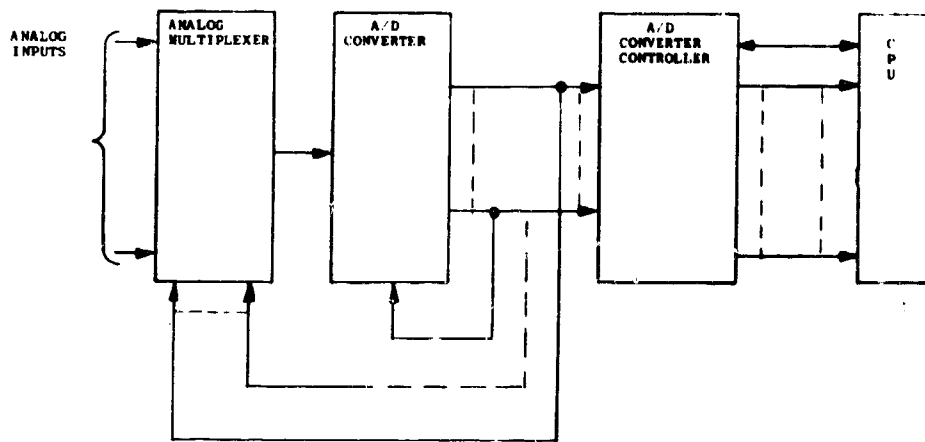 ANALOG
INPUTS
ANALOG
MULTIPLEXER
A/D
CONVERTER
A/D
CONVERTER
CONTROLLER
C
P
U